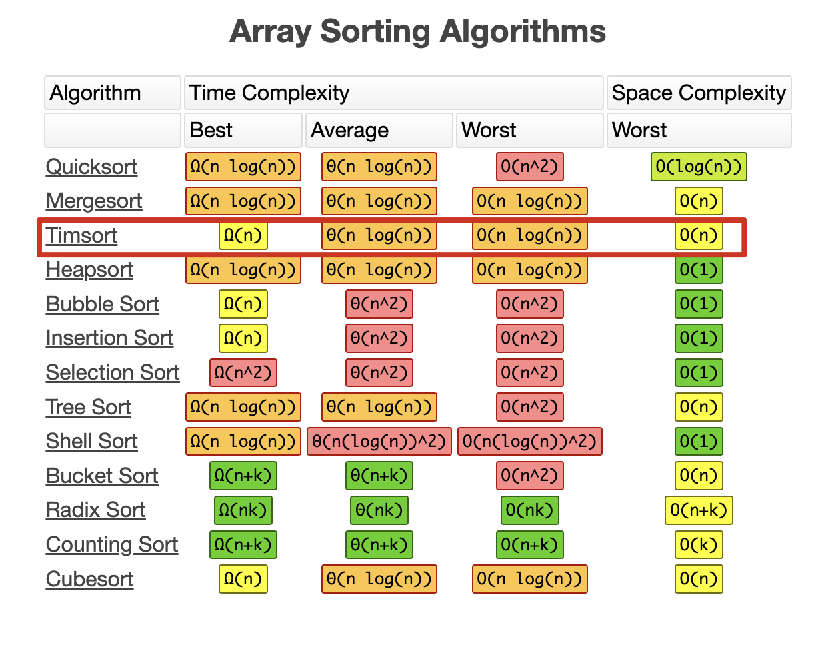 Array Sorting Algorithms
Algorithm Time Complexity Space Complexity
Best Average Worst Worst
Quicksort Ω(n log(n)) Θ(n log(n)) O(n^2) O(log(n))
Mergesort Ω(n log(n)) Θ(n log(n)) O(n log(n)) O(n)
Timsort Ω(n) Θ(n log(n)) O(n log(n)) O(n)
Heapsort Ω(n log(n)) Θ(n log(n)) O(n log(n)) O(1)
Bubble Sort Ω(n) Θ(n^2) O(n^2) O(1)
Insertion Sort Ω(n) Θ(n^2) O(n^2) O(1)
Selection Sort Ω(n^2) Θ(n^2) O(n^2) O(1)
Tree Sort Ω(n log(n)) Θ(n log(n)) O(n^2) O(n)
Shell Sort Ω(n log(n)) Θ(n(log(n))^2) O(n(log(n))^2) O(1)
Bucket Sort Ω(n+k) Θ(n+k) O(n^2) O(n)
Radix Sort Ω(nk) Θ(nk) O(nk) O(n+k)
Counting Sort Ω(n+k) Θ(n+k) O(n+k) O(k)
Cubesort Ω(n) Θ(n log(n)) O(n log(n)) O(n)